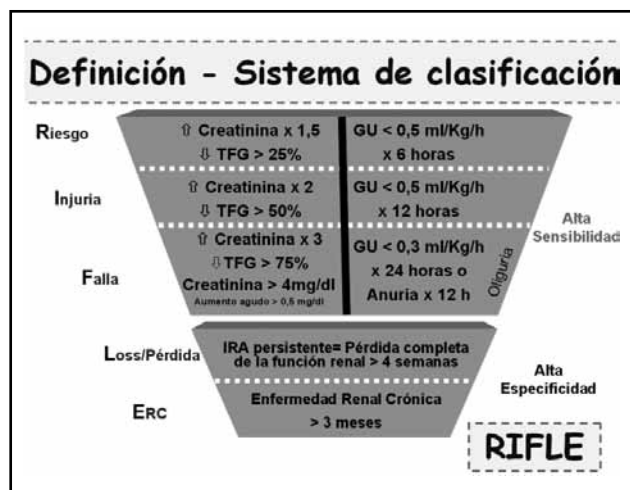 Definición - Sistema de clasificación
Riesgo
⇧ Creatinina x 1,5
⇩ TFG > 25%
GU < 0,5 ml/Kg/h
x 6 horas
Injuria
⇧ Creatinina x 2
⇩ TFG > 50%
GU < 0,5 ml/Kg/h
x 12 horas
Alta
Sensibilidad
Falla
⇧ Creatinina x 3
⇩TFG > 75%
Creatinina > 4mg/dl
Aumento agudo > 0,5 mg/dl
GU < 0,3 ml/Kg/h
x 24 horas o
Anuria x 12 h
Oliguria
Loss/Pérdida
IRA persistente= Pérdida completa
de la función renal > 4 semanas
Alta
Especificidad
ERC
Enfermedad Renal Crónica
> 3 meses
RIFLE